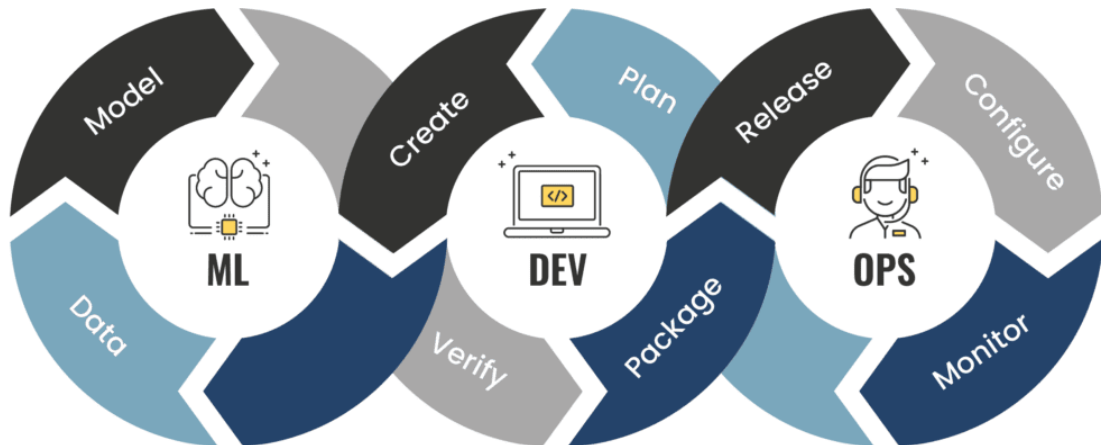 Model
Data
ML
Create
Plan
Verify
Package
</>
DEV
Release
Configure
Monitor
OPS